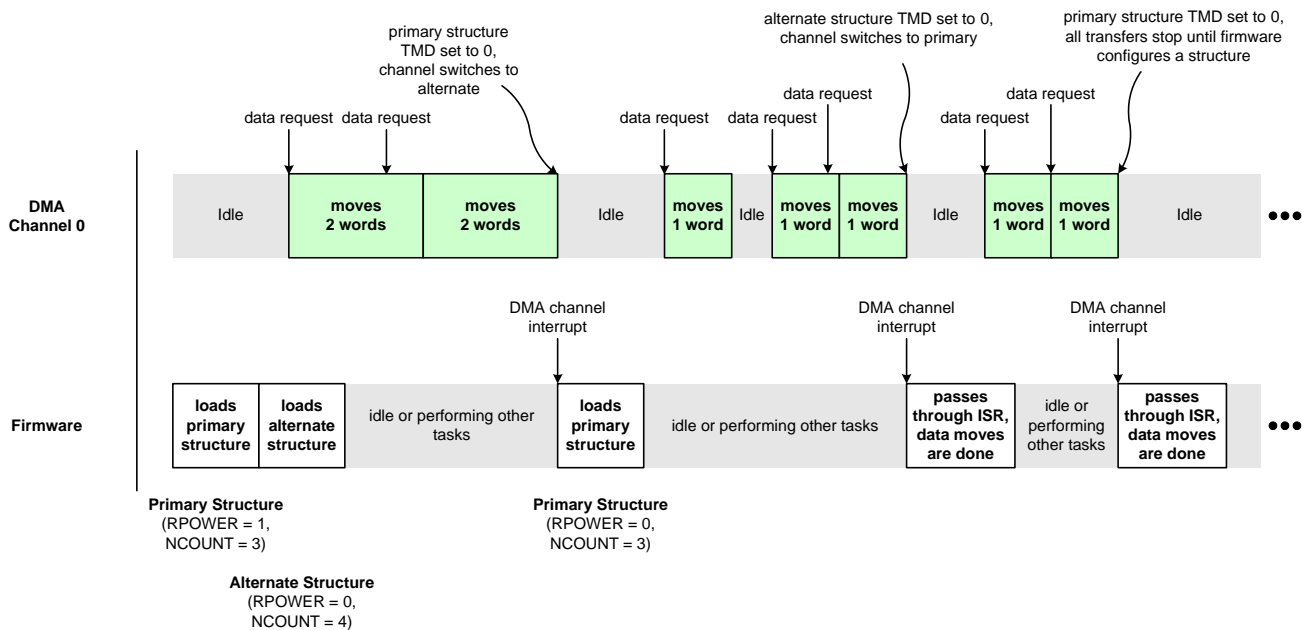 primary structure
TMD set to 0,
channel switches to
alternate
alternate structure TMD set to 0,
channel switches to primary
primary structure TMD set to 0,
all transfers stop until firmware
configures a structure
data request
data request
data request
data request
data request
data request
data request
DMA
Channel 0
Idle
moves
2 words
moves
2 words
Idle
moves
1 word
Idle
moves
1 word
moves
1 word
Idle
moves
1 word
moves
1 word
Idle
DMA channel
interrupt
DMA channel
interrupt
DMA channel
interrupt
Firmware
loads
primary
structure
loads
alternate
structure
idle or performing other
tasks
loads
primary
structure
idle or performing other tasks
passes
through ISR,
data moves
are done
idle or
performing
other tasks
passes
through ISR,
data moves
are done
Primary Structure
(RPOWER = 1,
NCOUNT = 3)
Primary Structure
(RPOWER = 0,
NCOUNT = 3)
Alternate Structure
(RPOWER = 0,
NCOUNT = 4)